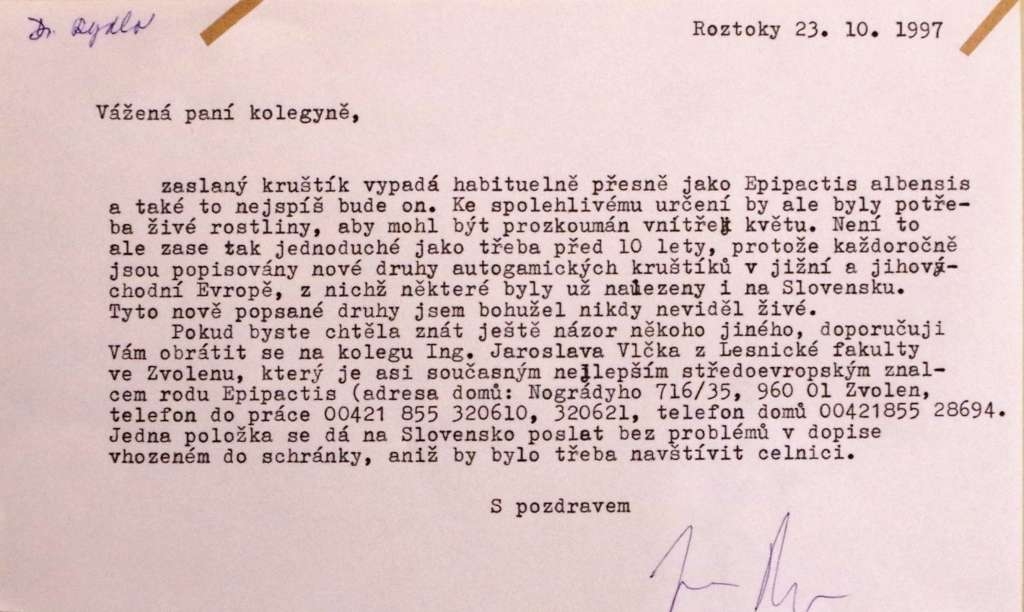 Dr Rydlo
Roztoky 23. 10. 1997
Vážená paní kolegyně,
zaslaný kruštík vypadá habituelně přesně jako Epipactis albensis
a také to nejspíš bude on. Ke spolehlivému určení by ale byly potře-
ba živé rostliny, aby mohl být prozkoumán vnitřek květu. Není to
ale zase tak jednoduché jako třeba před 10 lety, protože každoročně
jsou popisovány nové druhy autogamických kruštíků v jižní a jihový-
chodní Evropě, z nichž některé byly už nalezeny i na Slovensku.
Tyto nově popsané druhy jsem bohužel nikdy neviděl živé.
Pokud byste chtěla znát ještě názor někoho jiného, doporučuji
Vám obrátit se na kolegu Ing. Jaroslava Vlčka z Lesnické fakulty
ve Zvolenu, který je asi současným nejlepším středoevropským znal-
cem rodu Epipactis (adresa domů: Nográdyho 716/35, 960 01 Zvolen,
telefon do práce 00421 855 320610, 320621, telefon domů 00421855 28694.
Jedna položka se dá na Slovensko poslat bez problémů v dopise
vhozeném do schránky, aniž by bylo třeba navštívit celnici.
S pozdravem